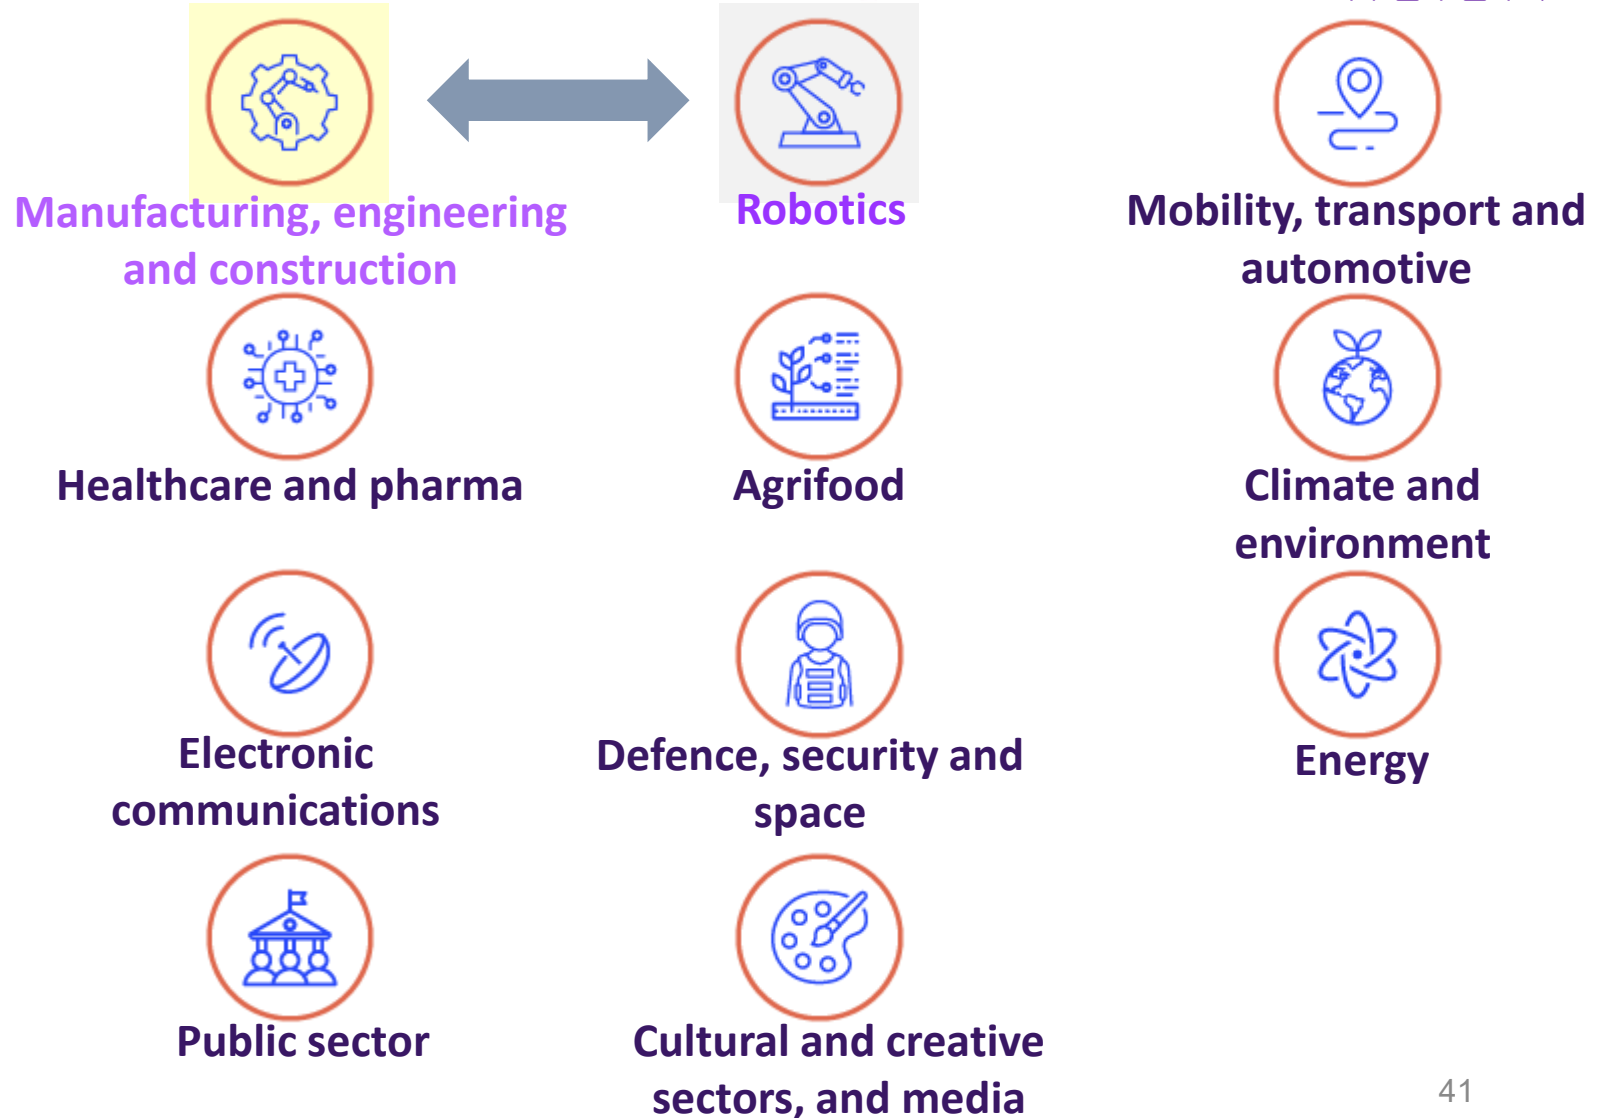 Manufacturing, engineering
and construction
Robotics
Mobility, transport and
automotive
Healthcare and pharma
Agrifood
Climate and
environment
Electronic
communications
Defence, security and
space
Energy
Public sector
Cultural and creative
sectors, and media
41